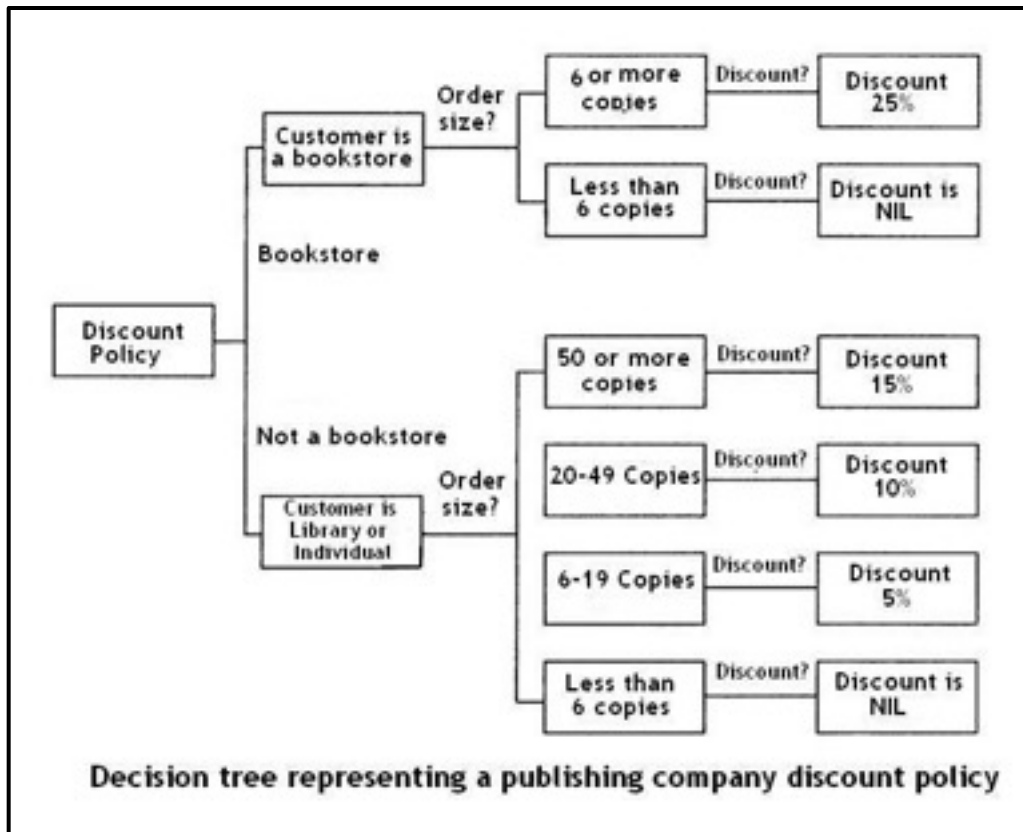 6 or more
copies
Discount?
Discount
25%
Order
size?
Customer is
a bookstore
Less than
6 copies
Discount?
Discount is
NIL
Bookstore
Discount
Policy
50 or more
copies
Discount?
Discount
15%
Not a bookstore
Order
size?
20-49 Copies
Discount?
Discount
10%
Customer is
Library or
Individual
6-19 Copies
Discount?
Discount
5%
Less than
6 copies
Discount?
Discount is
NIL
Decision tree representing a publishing company discount policy